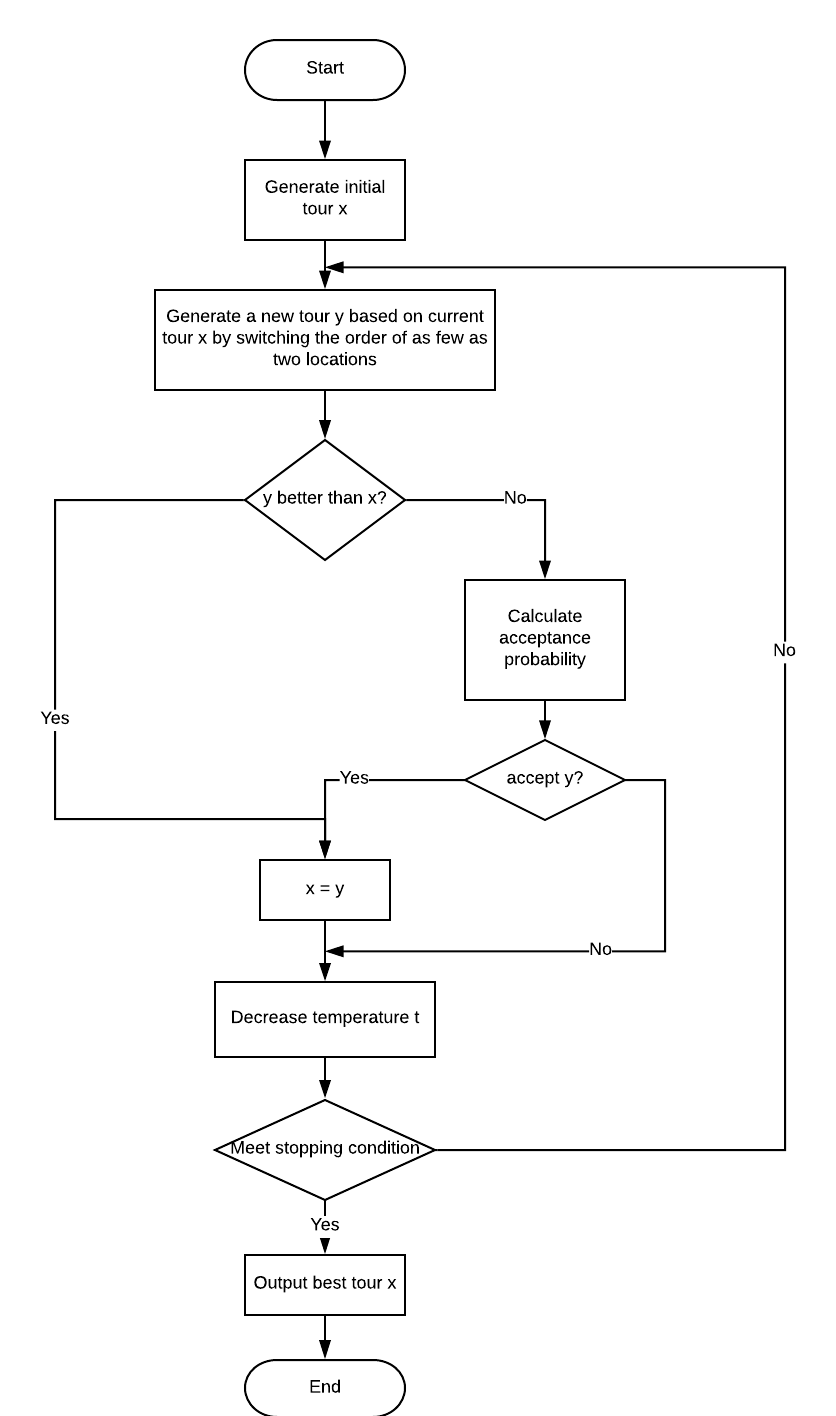 Start
Generate initial
tour x
Generate a new tour y based on current
tour x by switching the order of as few as
two locations
y better than x?
No
Calculate
acceptance
probability
No
Yes
Yes
accept y?
x = y
No
Decrease temperature t
Meet stopping condition
Yes
Output best tour x
End